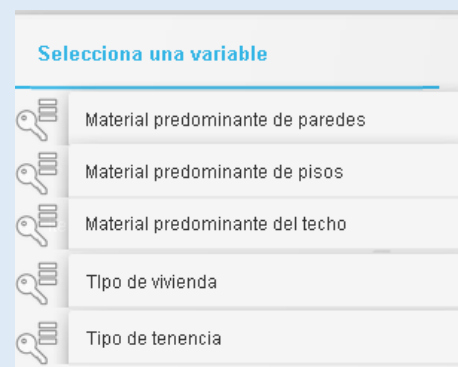 Selecciona una variable
Material predominante de paredes
Material predominante de pisos
Material predominante del techo
TIpo de vivienda
Tipo de tenencia